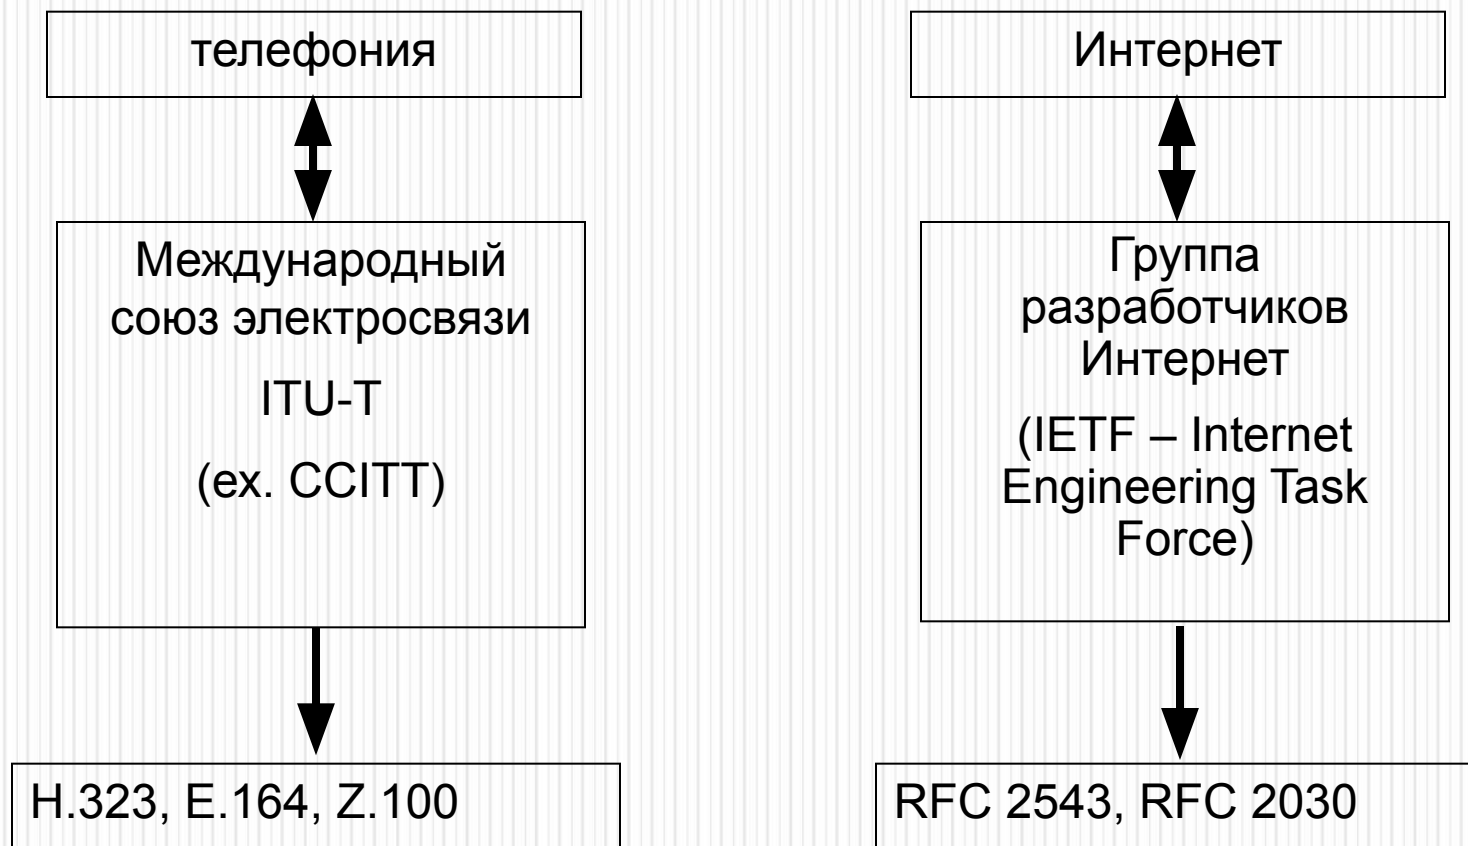 телефония
Международный
союз электросвязи
ITU-T
(ex. CCITT)
H.323, E.164, Z.100
Интернет
Группа
разработчиков
Интернет
(IETF – Internet
Engineering Task
Force)
RFC 2543, RFC 2030